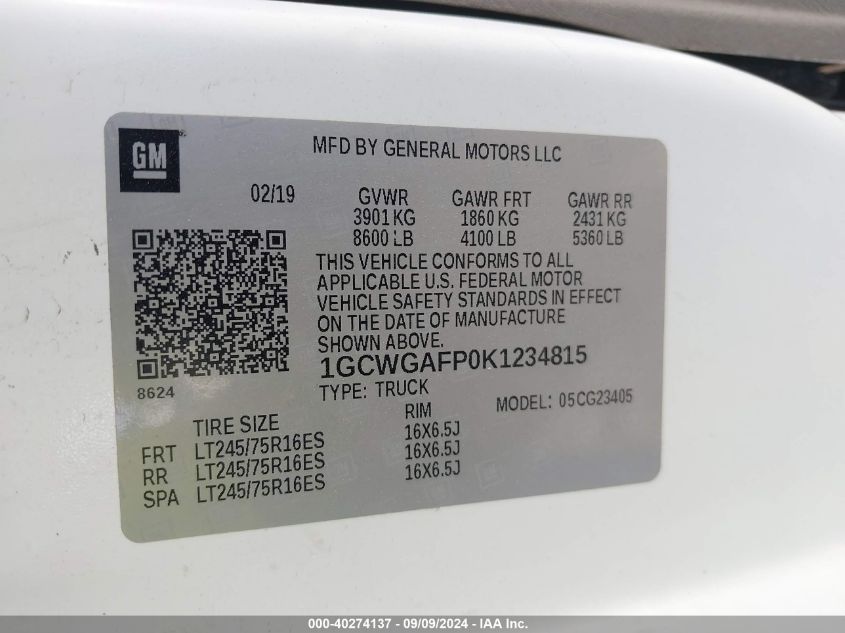 GM
MFD BY GENERAL MOTORS LLC
02/19 GVWR GAWR FRT GAWR RR
3901 KG 1860 KG 2431 KG
8600 LB 4100 LB 5360 LB
THIS VEHICLE CONFORMS TO ALL
APPLICABLE U.S. FEDERAL MOTOR
VEHICLE SAFETY STANDARDS IN EFFECT
ON THE DATE OF MANUFACTURE
SHOWN ABOVE.
1GCWGAFP0K1234815
8624
TYPE: TRUCK MODEL: 05CG23405
TIRE SIZE RIM
FRT LT245/75R16ES 16X6.5J
RR LT245/75R16ES 16X6.5J
SPA LT245/75R16ES 16X6.5J
000-40274137 - 09/09/2024 - IAA Inc.